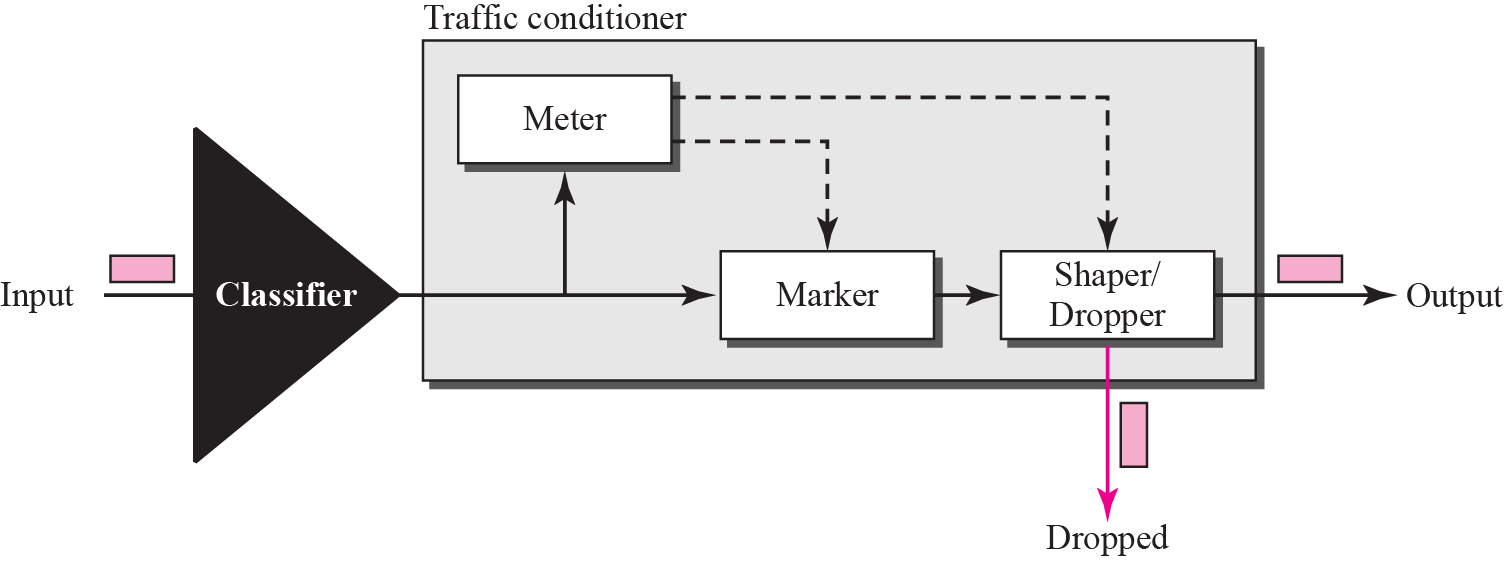 Traffic conditioner
Meter
Input
Classifier
Marker
Shaper/
Dropper
Output
Dropped